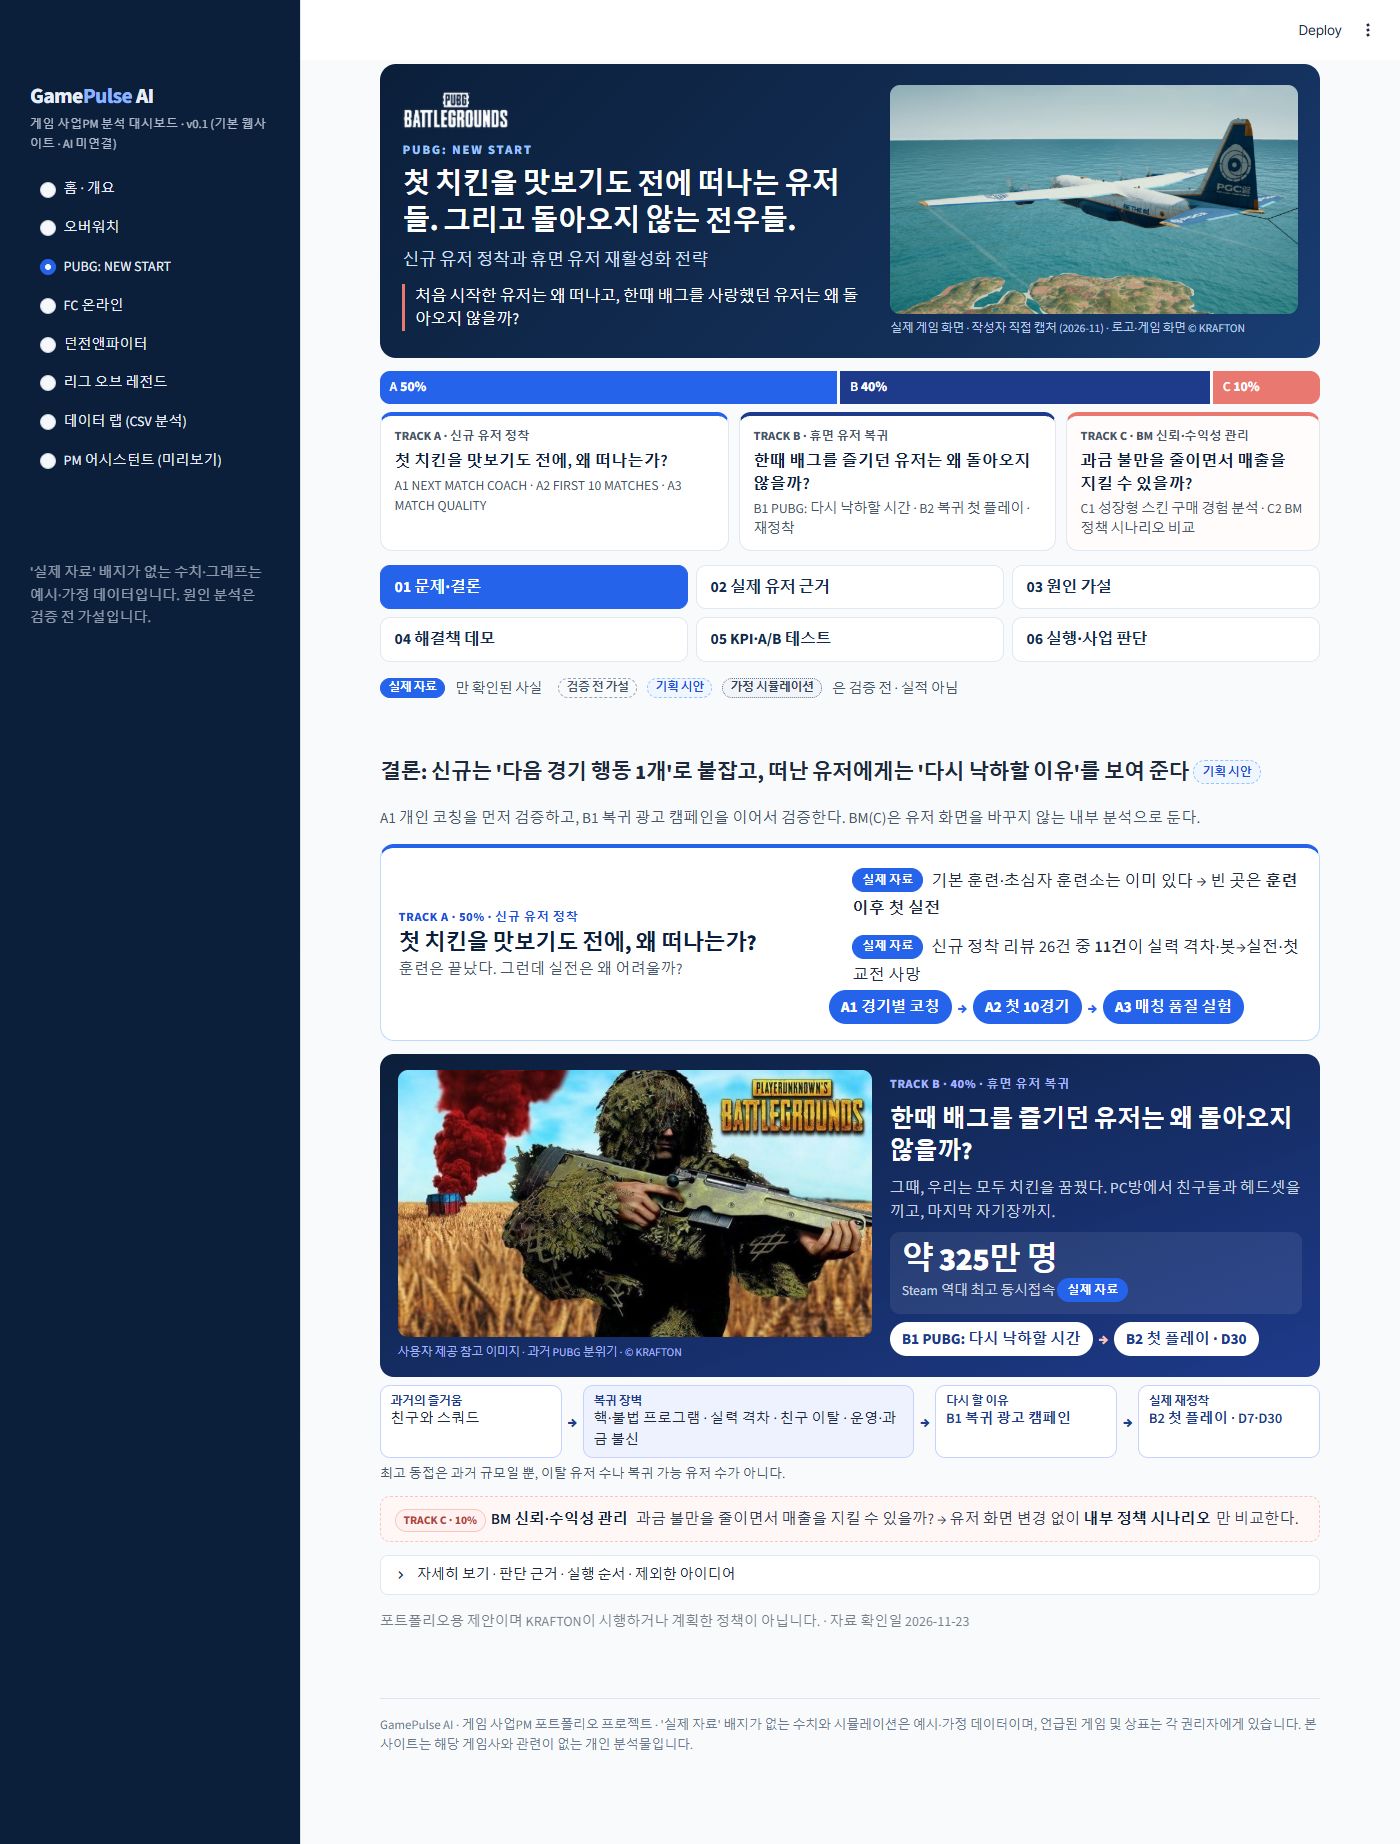 Deploy
GamePulse AI
게임 사업PM 분석 대시보드 · v0.1 (기본 웹사
이트 · AI 미연결)
홈 · 개요
오버워치
PUBG: NEW START
FC 온라인
던전앤파이터
리그 오브 레전드
데이터 랩 (CSV 분석)
PM 어시스턴트 (미리보기)
'실제 자료' 배지가 없는 수치·그래프는
예시·가정 데이터입니다. 원인 분석은
검증 전 가설입니다.
PUBG
BATTLEGROUNDS
PUBG: NEW START
첫 치킨을 맛보기도 전에 떠나는 유저
들. 그리고 돌아오지 않는 전우들.
신규 유저 정착과 휴면 유저 재활성화 전략
처음 시작한 유저는 왜 떠나고, 한때 배그를 사랑했던 유저는 왜 돌
아오지 않을까?
PGC
실제 게임 화면 · 작성자 직접 캡처 (2026-11) · 로고·게임 화면 © KRAFTON
A 50%
B 40%
C 10%
TRACK A · 신규 유저 정착
첫 치킨을 맛보기도 전에, 왜 떠나는가?
A1 NEXT MATCH COACH · A2 FIRST 10 MATCHES · A3
MATCH QUALITY
TRACK B · 휴면 유저 복귀
한때 배그를 즐기던 유저는 왜 돌아오지
않을까?
B1 PUBG: 다시 낙하할 시간 · B2 복귀 첫 플레이 ·
재정착
TRACK C · BM 신뢰·수익성 관리
과금 불만을 줄이면서 매출을
지킬 수 있을까?
C1 성장형 스킨 구매 경험 분석 · C2 BM
정책 시나리오 비교
01 문제·결론
02 실제 유저 근거
03 원인 가설
04 해결책 데모
05 KPI·A/B 테스트
06 실행·사업 판단
실제 자료 만 확인된 사실 검증 전 가설 기획 시안 가정 시뮬레이션 은 검증 전 · 실적 아님
결론: 신규는 '다음 경기 행동 1개'로 붙잡고, 떠난 유저에게는 '다시 낙하할 이유'를 보여 준다 기획 시안
A1 개인 코칭을 먼저 검증하고, B1 복귀 광고 캠페인을 이어서 검증한다. BM(C)은 유저 화면을 바꾸지 않는 내부 분석으로 둔다.
TRACK A · 50% · 신규 유저 정착
첫 치킨을 맛보기도 전에, 왜 떠나는가?
훈련은 끝났다. 그런데 실전은 왜 어려울까?
실제 자료 기본 훈련·초심자 훈련소는 이미 있다 → 빈 곳은 훈련
이후 첫 실전
실제 자료 신규 정착 리뷰 26건 중 11건이 실력 격차·봇→실전·첫
교전 사망
A1 경기별 코칭 → A2 첫 10경기 → A3 매칭 품질 실험
PLAYERUNKNOWN'S
BATTLEGROUNDS
사용자 제공 참고 이미지 · 과거 PUBG 분위기 · © KRAFTON
TRACK B · 40% · 휴면 유저 복귀
한때 배그를 즐기던 유저는 왜 돌아오지
않을까?
그때, 우리는 모두 치킨을 꿈꿨다. PC방에서 친구들과 헤드셋을
끼고, 마지막 자기장까지.
약 325만 명
Steam 역대 최고 동시접속 실제 자료
B1 PUBG: 다시 낙하할 시간 → B2 첫 플레이 · D30
과거의 즐거움
친구와 스쿼드
→
복귀 장벽
핵·불법 프로그램 · 실력 격차 · 친구 이탈 · 운영·과
금 불신
→
다시 할 이유
B1 복귀 광고 캠페인
→
실제 재정착
B2 첫 플레이 · D7·D30
최고 동접은 과거 규모일 뿐, 이탈 유저 수나 복귀 가능 유저 수가 아니다.
TRACK C · 10% BM 신뢰·수익성 관리 과금 불만을 줄이면서 매출을 지킬 수 있을까? → 유저 화면 변경 없이 내부 정책 시나리오 만 비교한다.
자세히 보기 · 판단 근거 · 실행 순서 · 제외한 아이디어
포트폴리오용 제안이며 KRAFTON이 시행하거나 계획한 정책이 아닙니다. · 자료 확인일 2026-11-23
GamePulse AI · 게임 사업PM 포트폴리오 프로젝트 · '실제 자료' 배지가 없는 수치와 시뮬레이션은 예시·가정 데이터이며, 언급된 게임 및 상표는 각 권리자에게 있습니다. 본
사이트는 해당 게임사와 관련이 없는 개인 분석물입니다.